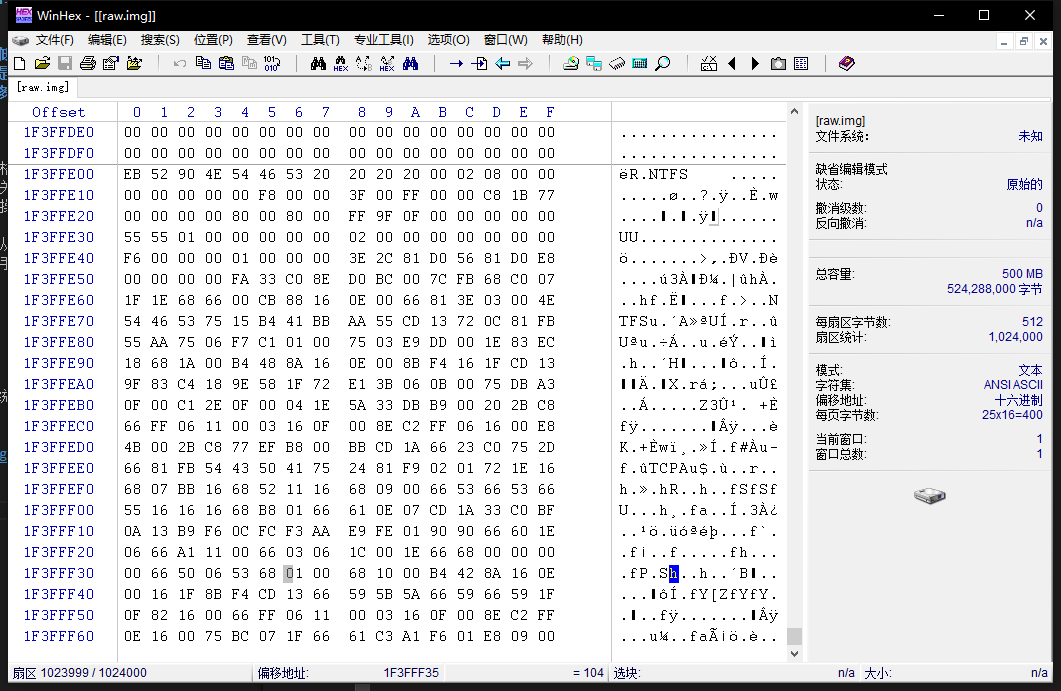 WinHex - [[raw.img]]
文件(F) 编辑(E) 搜索(S) 位置(P) 查看(V) 工具(T) 专业工具(I) 选项(O) 窗口(W) 帮助(H)
[raw.img]
Offset 0 1 2 3 4 5 6 7 8 9 A B C D E F
1F3FFDE0 00 00 00 00 00 00 00 00 00 00 00 00 00 00 00 00 ................
1F3FFDF0 00 00 00 00 00 00 00 00 00 00 00 00 00 00 00 00 ................
1F3FFE00 EB 52 90 4E 54 46 53 20 20 20 20 00 02 08 00 00 ëR.NTFS    .....
1F3FFE10 00 00 00 00 00 F8 00 00 3F 00 FF 00 00 C8 1B 77 .....ø..?.ÿ..È.w
1F3FFE20 00 00 00 00 80 00 80 00 FF 9F 0F 00 00 00 00 00
1F3FFE30 55 55 01 00 00 00 00 00 02 00 00 00 00 00 00 00 UU..............
1F3FFE40 F6 00 00 00 01 00 00 00 3E 2C 81 D0 56 81 D0 E8 ö.......>,.ÐV.Ðè
1F3FFE50 00 00 00 00 FA 33 C0 8E D0 BC 00 7C FB 68 C0 07
1F3FFE60 1F 1E 68 66 00 CB 88 16 0E 00 66 81 3E 03 00 4E
1F3FFE70 54 46 53 75 15 B4 41 BB AA 55 CD 13 72 0C 81 FB TFSu.´A»ªUÍ.r..û
1F3FFE80 55 AA 75 06 F7 C1 01 00 75 03 E9 DD 00 1E 83 EC
1F3FFE90 18 68 1A 00 B4 48 8A 16 0E 00 8B F4 16 1F CD 13
1F3FFEA0 9F 83 C4 18 9E 58 1F 72 E1 3B 06 0B 00 75 DB A3
1F3FFEB0 0F 00 C1 2E 0F 00 04 1E 5A 33 DB B9 00 20 2B C8 ..Á.....Z3Û¹. +È
1F3FFEC0 66 FF 06 11 00 03 16 0F 00 8E C2 FF 06 16 00 E8
1F3FFED0 4B 00 2B C8 77 EF B8 00 BB CD 1A 66 23 C0 75 2D K.+Èwï¸.»Í.f#Àu-
1F3FFEE0 66 81 FB 54 43 50 41 75 24 81 F9 02 01 72 1E 16 f.ûTCPAu$.ù..r..
1F3FFEF0 68 07 BB 16 68 52 11 16 68 09 00 66 53 66 53 66 h.».hR..h..fSfSf
1F3FFF00 55 16 16 16 68 B8 01 66 61 0E 07 CD 1A 33 C0 BF U...h¸.fa..Í.3À¿
1F3FFF10 0A 13 B9 F6 0C FC F3 AA E9 FE 01 90 90 66 60 1E ..¹ö.üóªéþ...f`.
1F3FFF20 06 66 A1 11 00 66 03 06 1C 00 1E 66 68 00 00 00 .f¡..f.....fh...
1F3FFF30 00 66 50 06 53 68 01 00 68 10 00 B4 42 8A 16 0E
1F3FFF40 00 16 1F 8B F4 CD 13 66 59 5B 5A 66 59 66 59 1F
1F3FFF50 0F 82 16 00 66 FF 06 11 00 03 16 0F 00 8E C2 FF
1F3FFF60 0E 16 00 75 BC 07 1F 66 61 C3 A1 F6 01 E8 09 00 ...u¼..faÃ¡ö.è..
[raw.img]
文件系统: 未知
缺省编辑模式
状态: 原始的
撤消级数: 0
反向撤消: n/a
总容量: 500 MB
524,288,000 字节
每扇区字节数: 512
扇区统计: 1,024,000
模式: 文本
字符集: ANSI ASCII
偏移地址: 十六进制
每页字节数: 25x16=400
当前窗口: 1
窗口总数: 1
扇区 1023999 / 1024000 偏移地址: 1F3FFF35 = 104 选块: n/a 大小: n/a